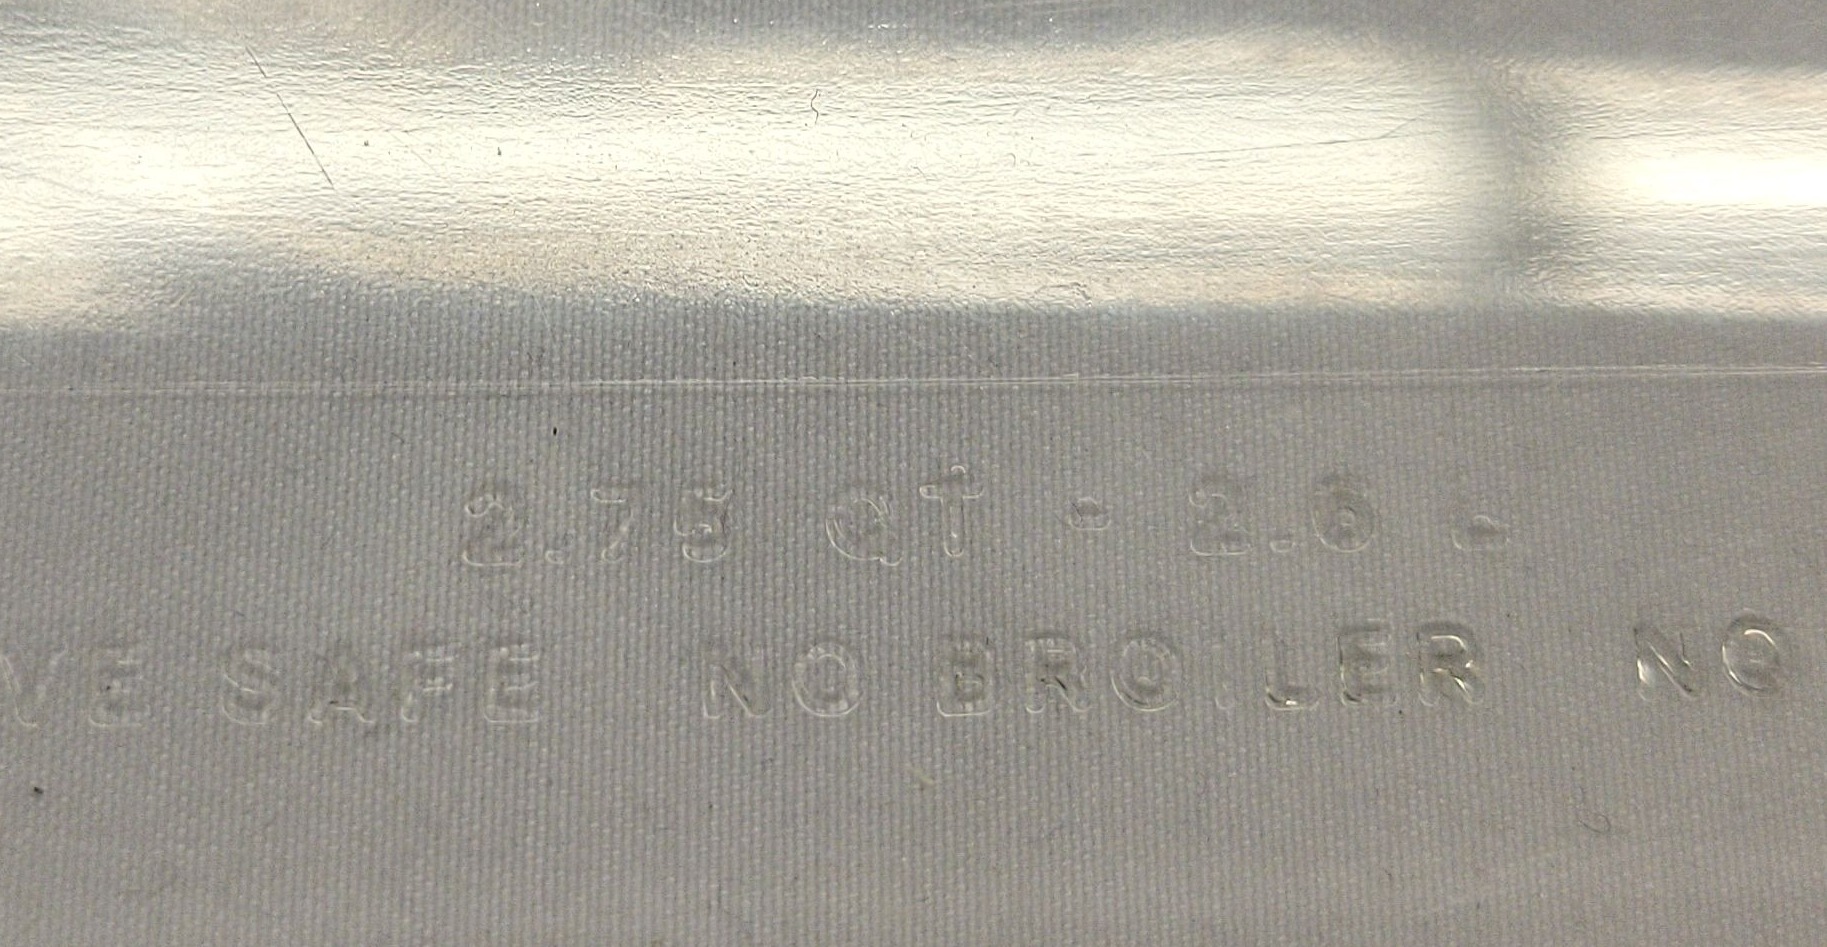 2.75 QT - 2.6 -
VE SAFE NO BROILER NO